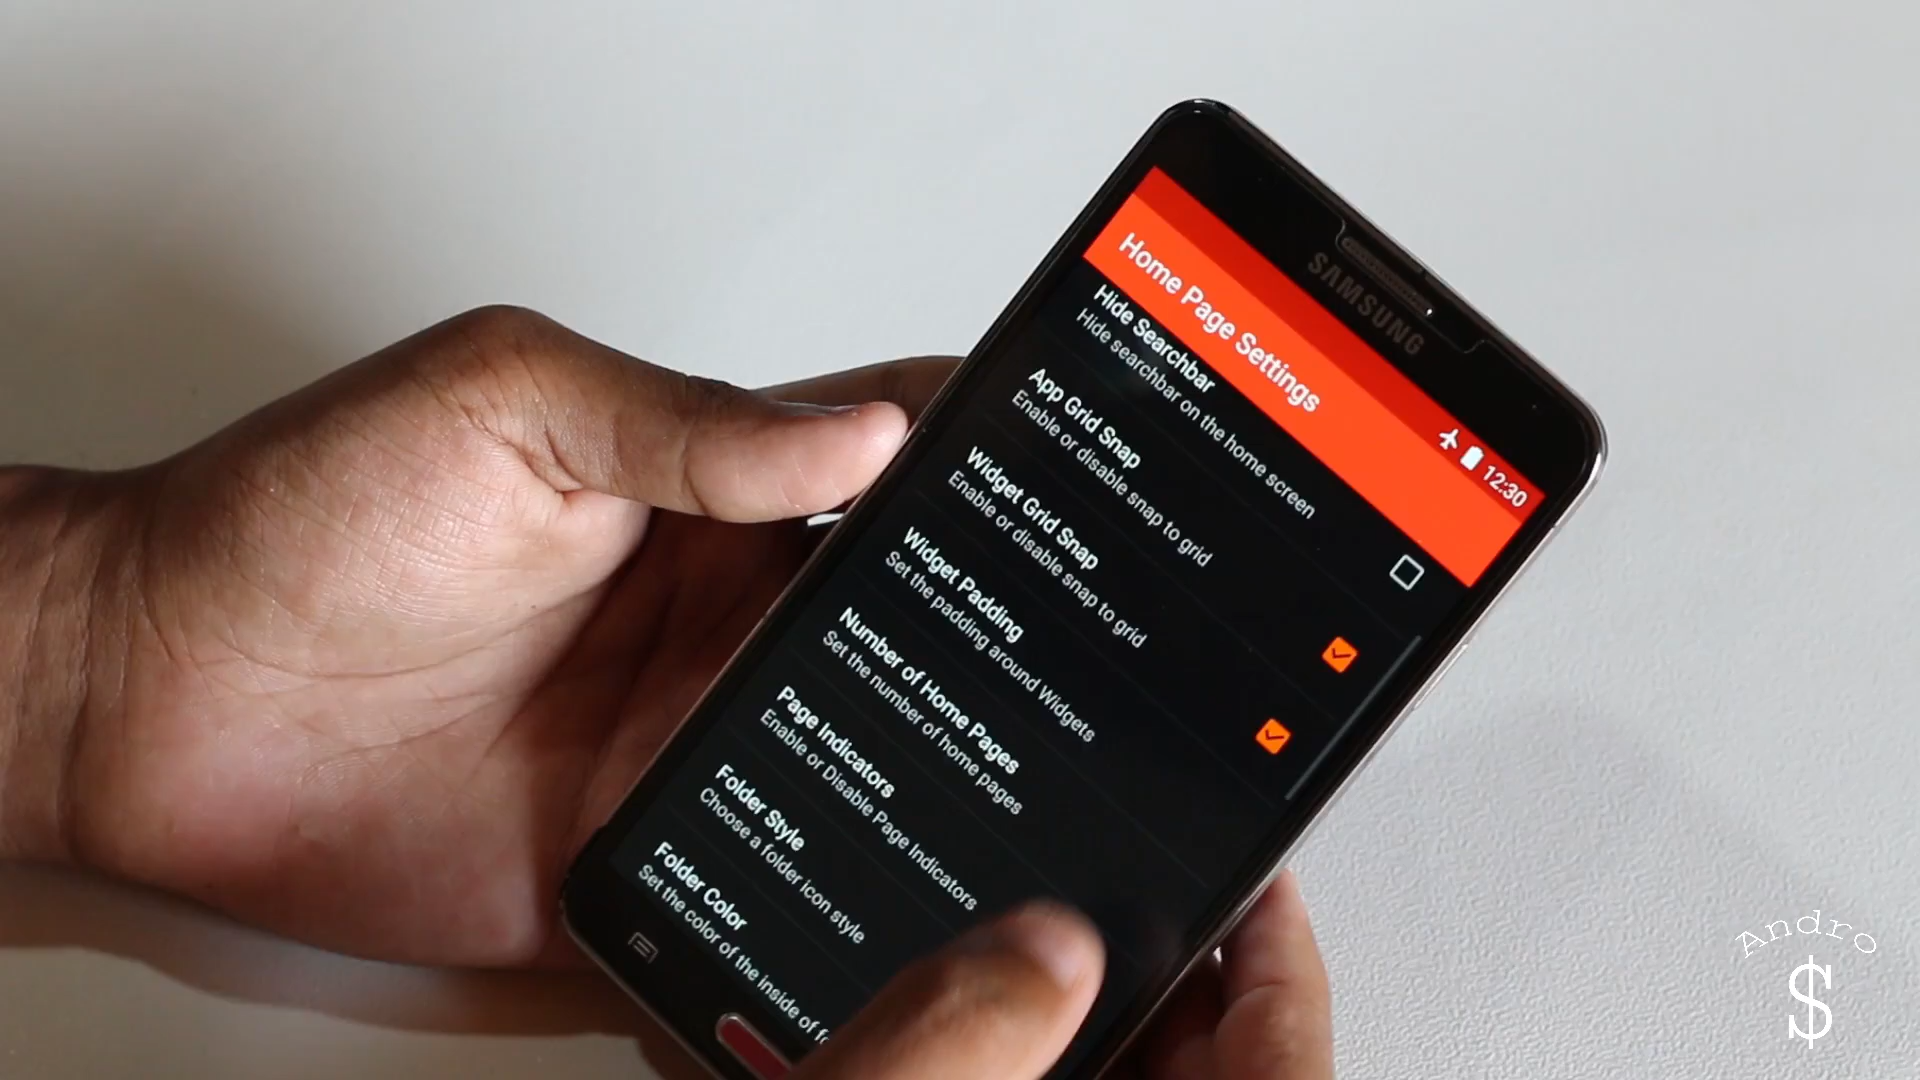 SAMSUNG
12:30
Home Page Settings
Hide Searchbar
Hide searchbar on the home screen
App Grid Snap
Enable or disable snap to grid
Widget Grid Snap
Enable or disable snap to grid
Widget Padding
Set the padding around Widgets
Number of Home Pages
Set the number of home pages
Page Indicators
Enable or Disable Page Indicators
Folder Style
Choose a folder icon style
Folder Color
Set the color of the inside of
Andro
$